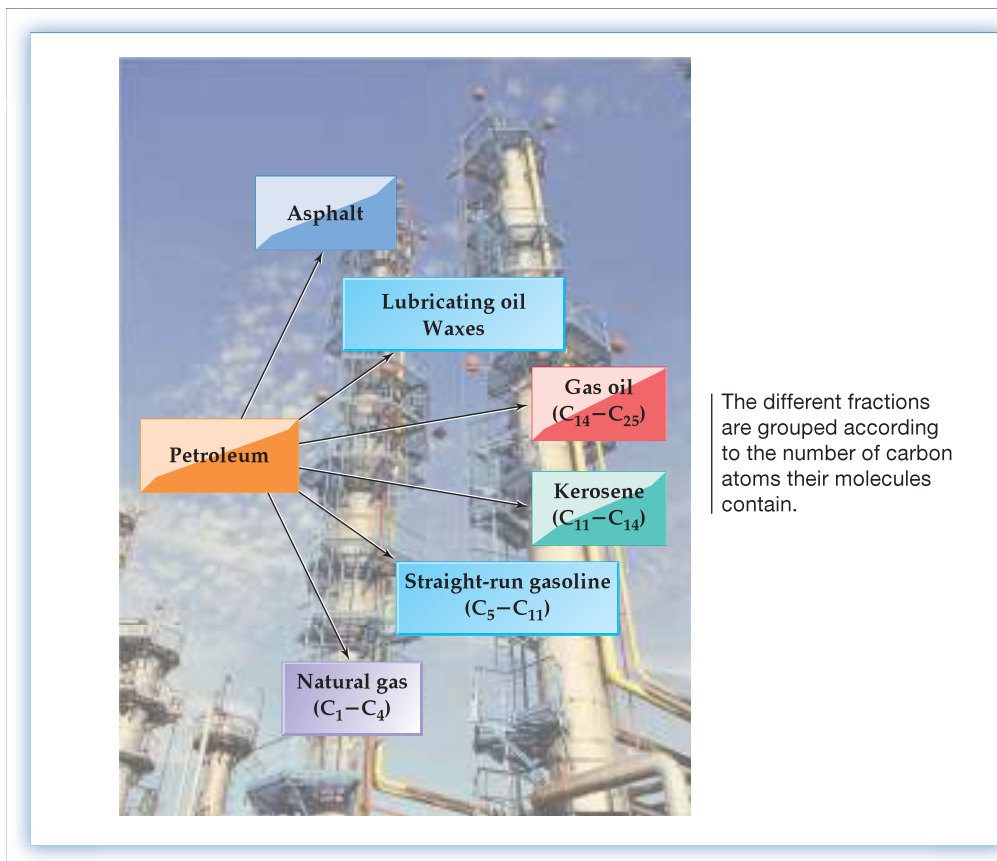 Asphalt
Lubricating oil
Waxes
Gas oil
(C₁₄−C₂₅)
Petroleum
Kerosene
(C₁₁−C₁₄)
Straight-run gasoline
(C₅−C₁₁)
Natural gas
(C₁−C₄)
The different fractions
are grouped according
to the number of carbon
atoms their molecules
contain.